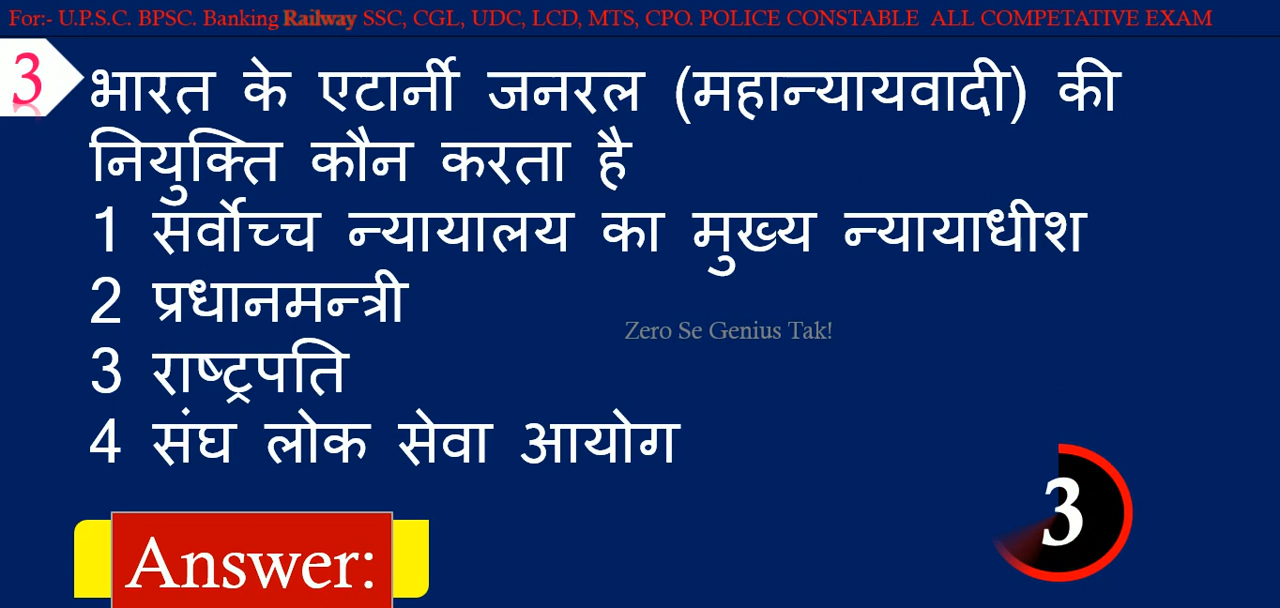 For:- U.P.S.C. BPSC. Banking Railway SSC, CGL, UDC, LCD, MTS, CPO. POLICE CONSTABLE ALL COMPETATIVE EXAM
3
भारत के एटार्नी जनरल (महान्यायवादी) की
नियुक्ति कौन करता है
1 सर्वोच्च न्यायालय का मुख्य न्यायाधीश
2 प्रधानमन्त्री
Zero Se Genius Tak!
3 राष्ट्रपति
4 संघ लोक सेवा आयोग
3
Answer: